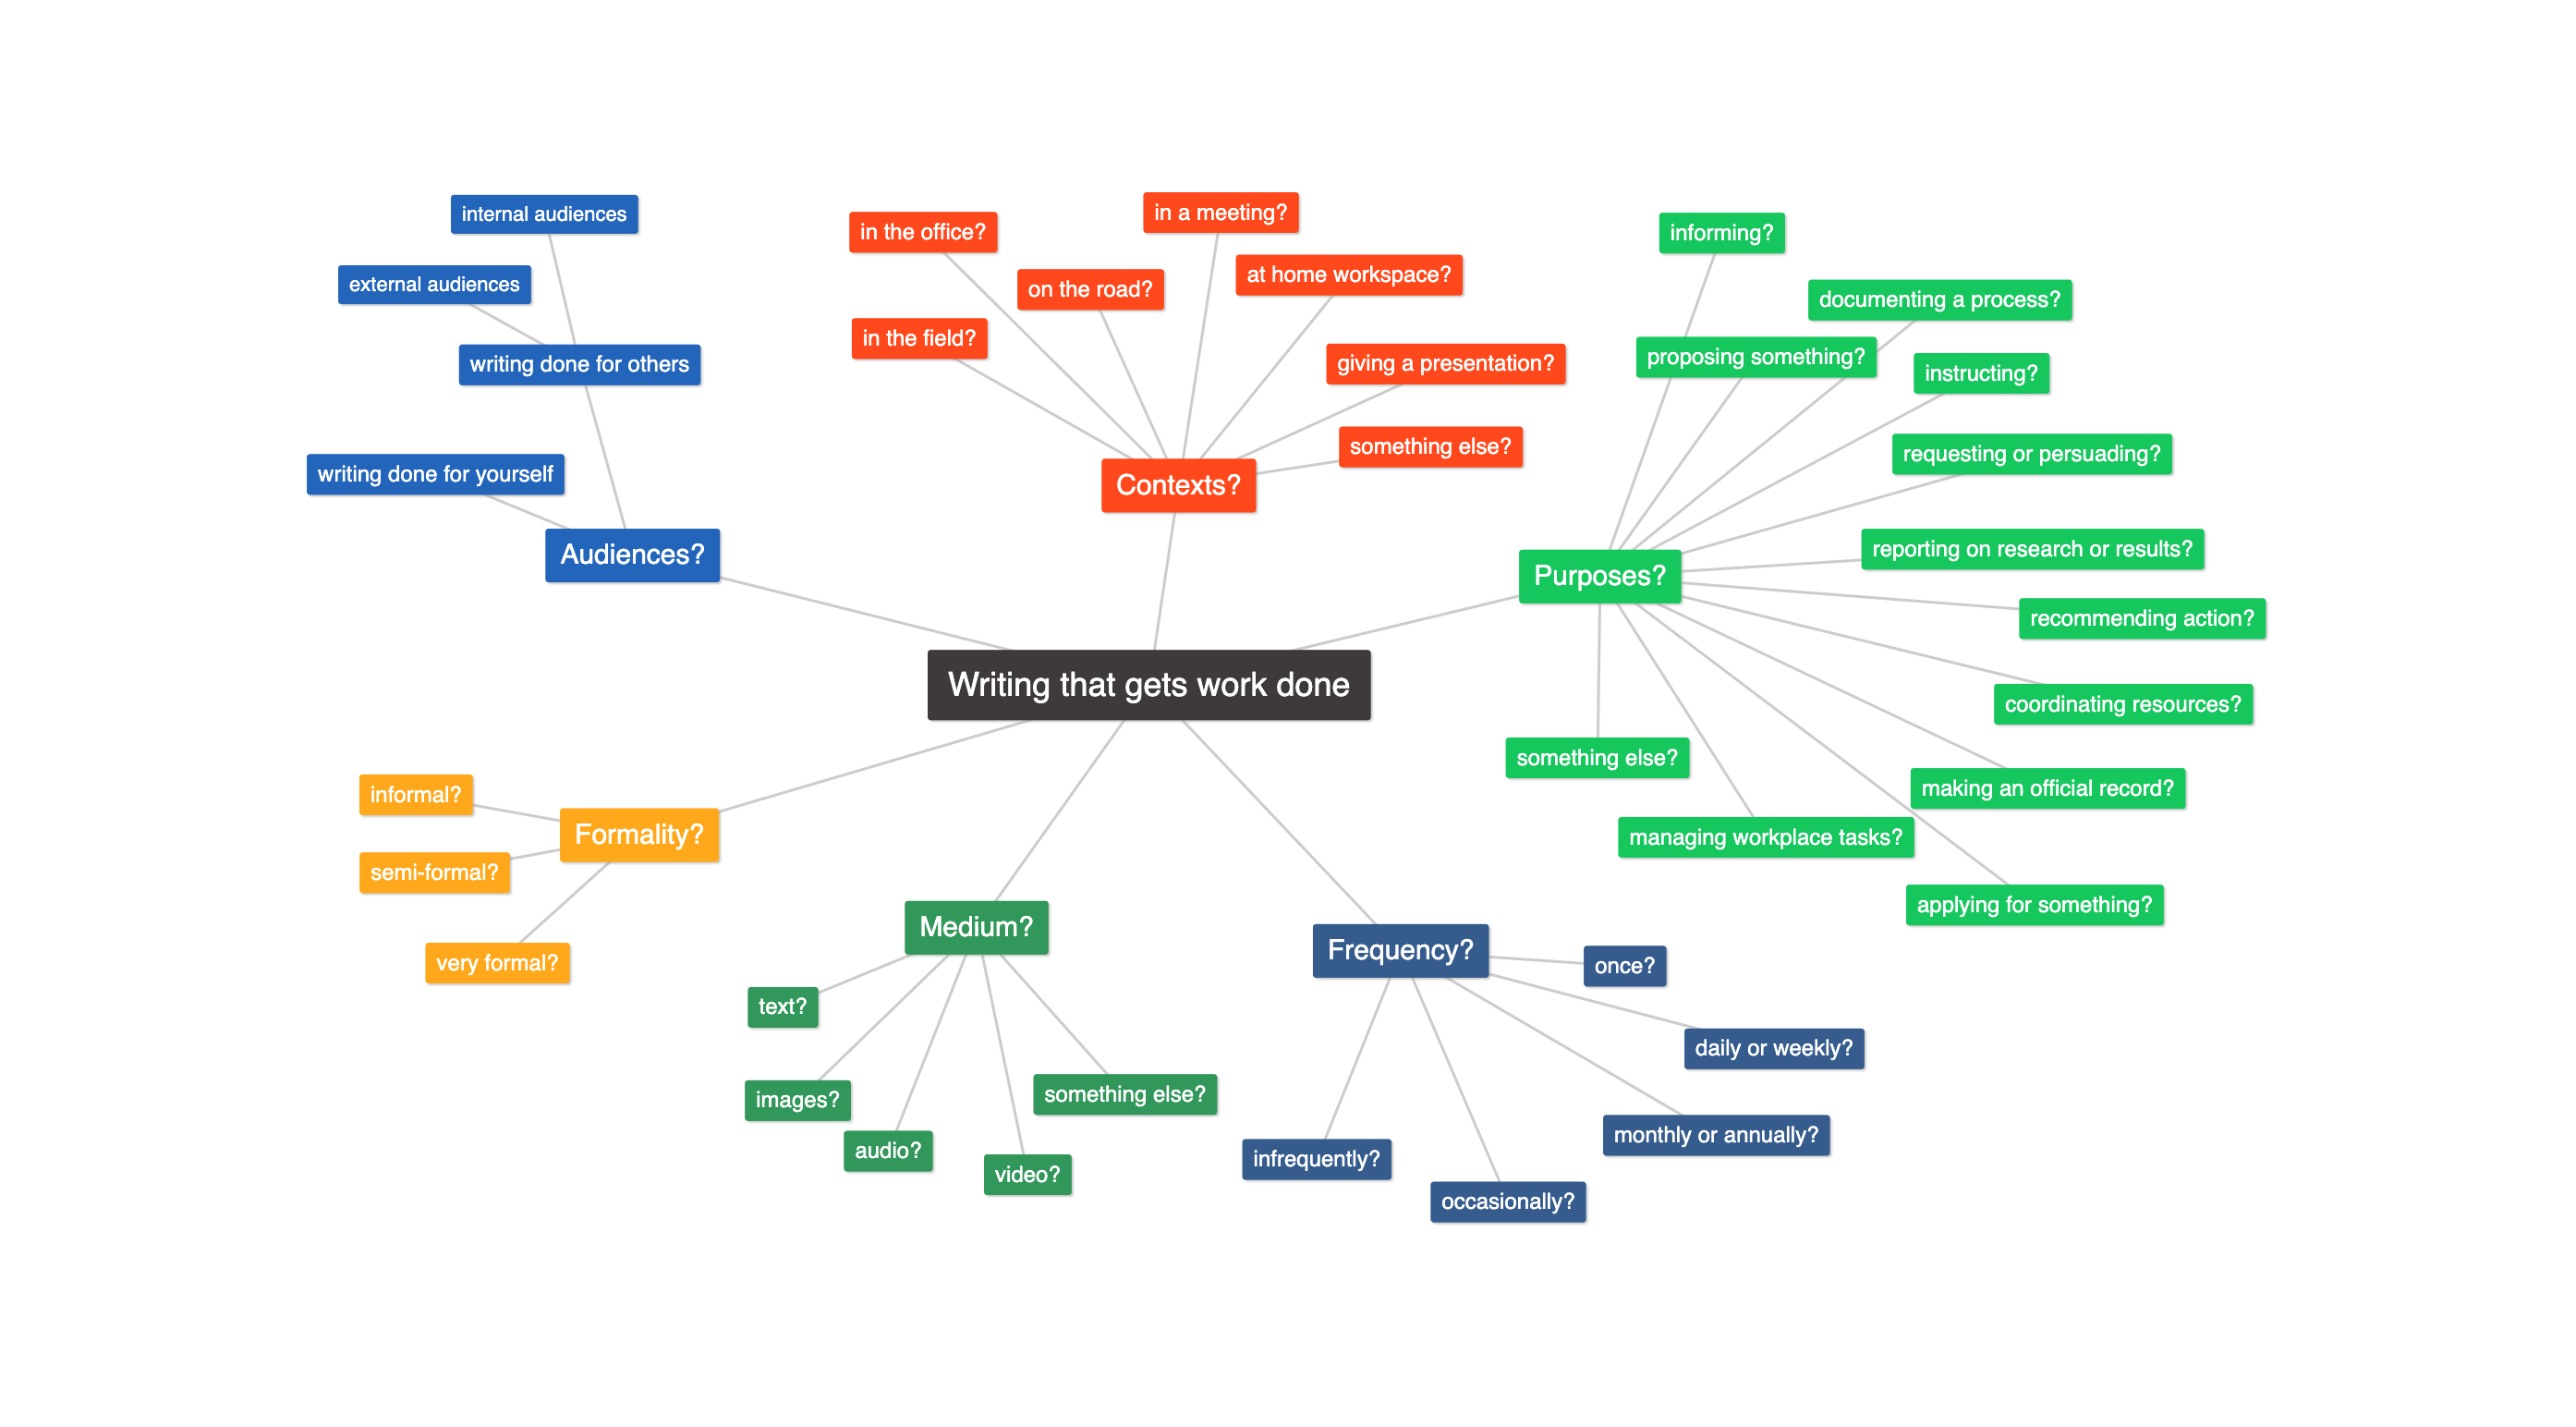 Writing that gets work done
Audiences?
writing done for yourself
writing done for others
external audiences
internal audiences
Contexts?
in the field?
in the office?
on the road?
in a meeting?
at home workspace?
giving a presentation?
something else?
Purposes?
informing?
proposing something?
documenting a process?
instructing?
requesting or persuading?
reporting on research or results?
recommending action?
coordinating resources?
making an official record?
applying for something?
managing workplace tasks?
something else?
Frequency?
once?
daily or weekly?
monthly or annually?
occasionally?
infrequently?
Medium?
something else?
video?
audio?
images?
text?
Formality?
informal?
semi-formal?
very formal?